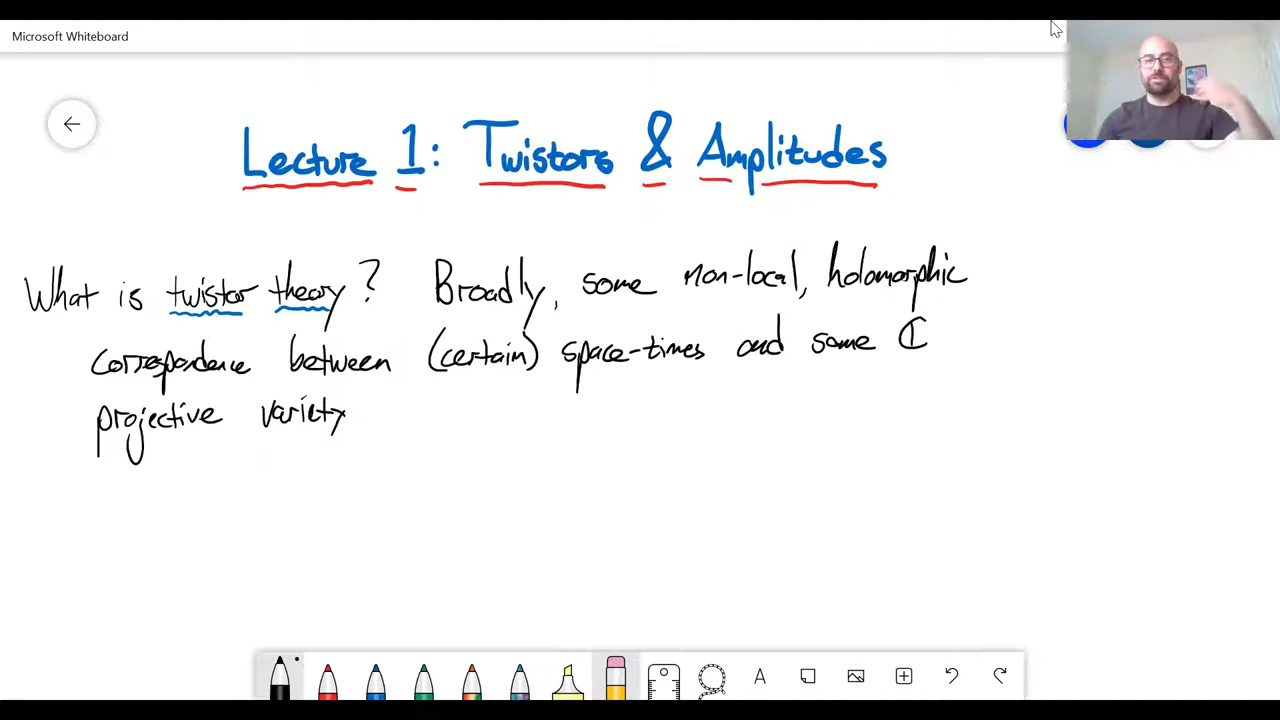 Microsoft Whiteboard
Lecture 1: Twistors & Amplitudes
What is twistor theory? Broadly, some non-local, holomorphic
correspondence between (certain) space-times and some ℂ
projective variety
A